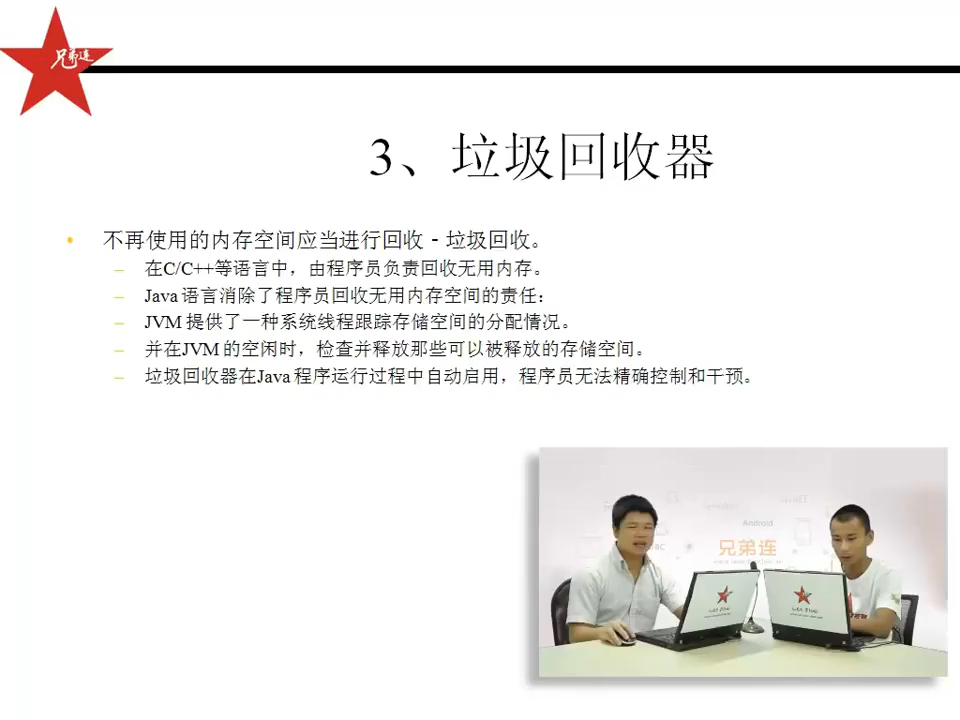 兄弟连
3、垃圾回收器
• 不再使用的内存空间应当进行回收－垃圾回收。
– 在C/C++等语言中，由程序员负责回收无用内存。
– Java语言消除了程序员回收无用内存空间的责任：
– JVM提供了一种系统线程跟踪存储空间的分配情况。
– 并在JVM的空闲时，检查并释放那些可以被释放的存储空间。
– 垃圾回收器在Java程序运行过程中自动启用，程序员无法精确控制和干预。
Android
兄弟连